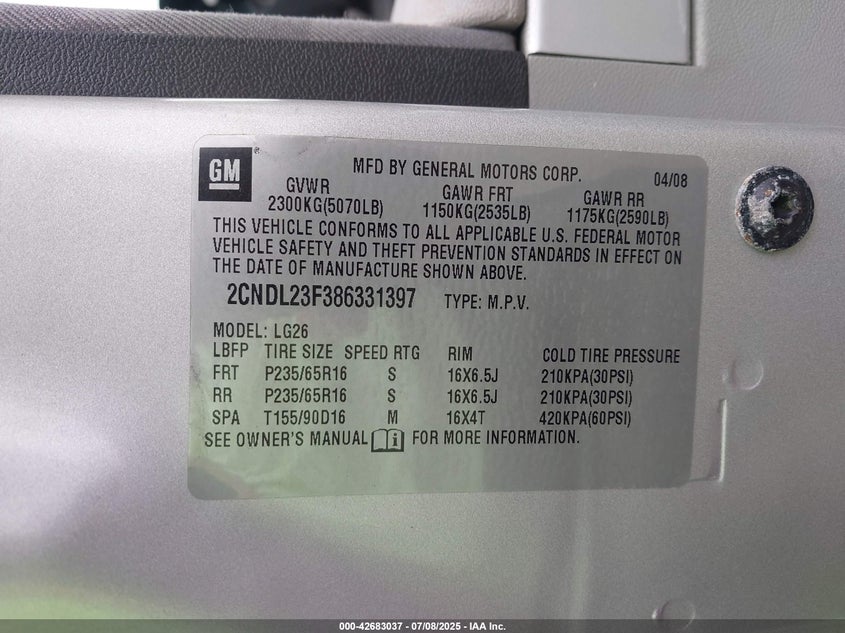 GM ® MFD BY GENERAL MOTORS CORP. 04/08
GVWR GAWR FRT GAWR RR
2300KG(5070LB) 1150KG(2535LB) 1175KG(2590LB)
THIS VEHICLE CONFORMS TO ALL APPLICABLE U.S. FEDERAL MOTOR
VEHICLE SAFETY AND THEFT PREVENTION STANDARDS IN EFFECT ON
THE DATE OF MANUFACTURE SHOWN ABOVE.
2CNDL23F386331397 TYPE: M.P.V.
MODEL: LG26
LBFP TIRE SIZE SPEED RTG RIM COLD TIRE PRESSURE
FRT P235/65R16 S 16X6.5J 210KPA(30PSI)
RR P235/65R16 S 16X6.5J 210KPA(30PSI)
SPA T155/90D16 M 16X4T 420KPA(60PSI)
SEE OWNER'S MANUAL i FOR MORE INFORMATION.
000-42683037 - 07/08/2025 - IAA Inc.